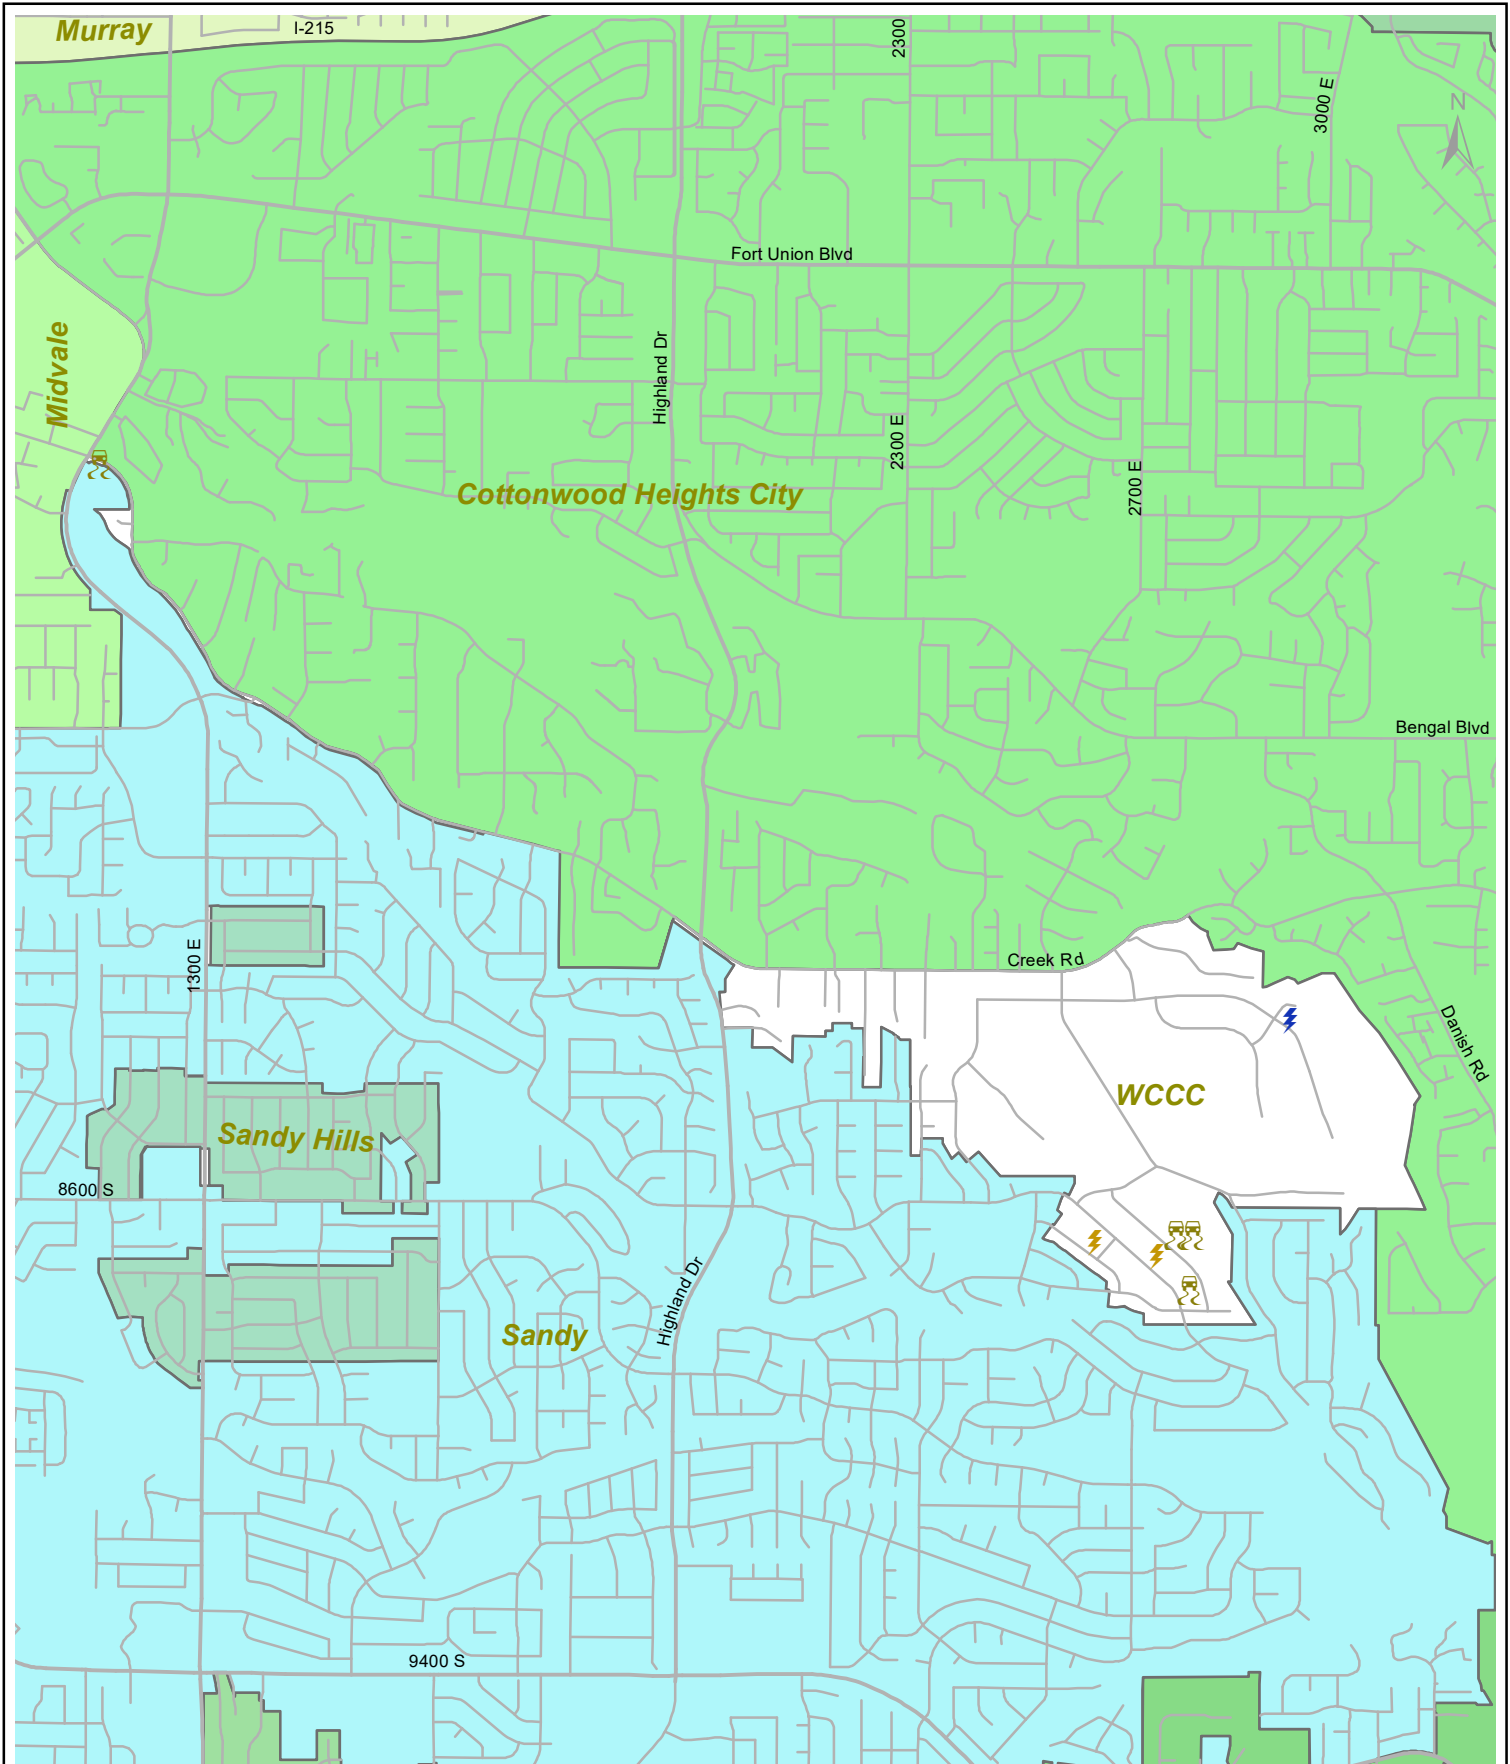 Murray
I-215
2300
3000 E
N
Fort Union Blvd
Midvale
Highland Dr
2300 E
2700 E
Cottonwood Heights City
Bengal Blvd
1300 E
Creek Rd
Danish Rd
WCCC
Sandy Hills
8600 S
Highland Dr
Sandy
9400 S